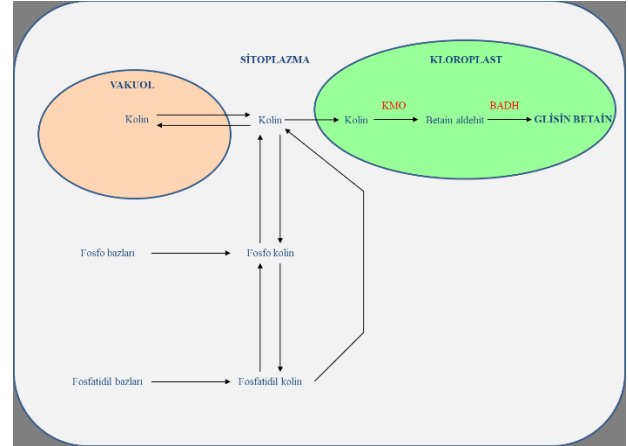 SİTOPLAZMA
KLOROPLAST
VAKUOL
KMO
BADH
Kolin
Kolin
Kolin
Betain aldehit
GLİSİN BETAİN
Fosfo bazları
Fosfo kolin
Fosfatidil bazları
Fosfatidil kolin